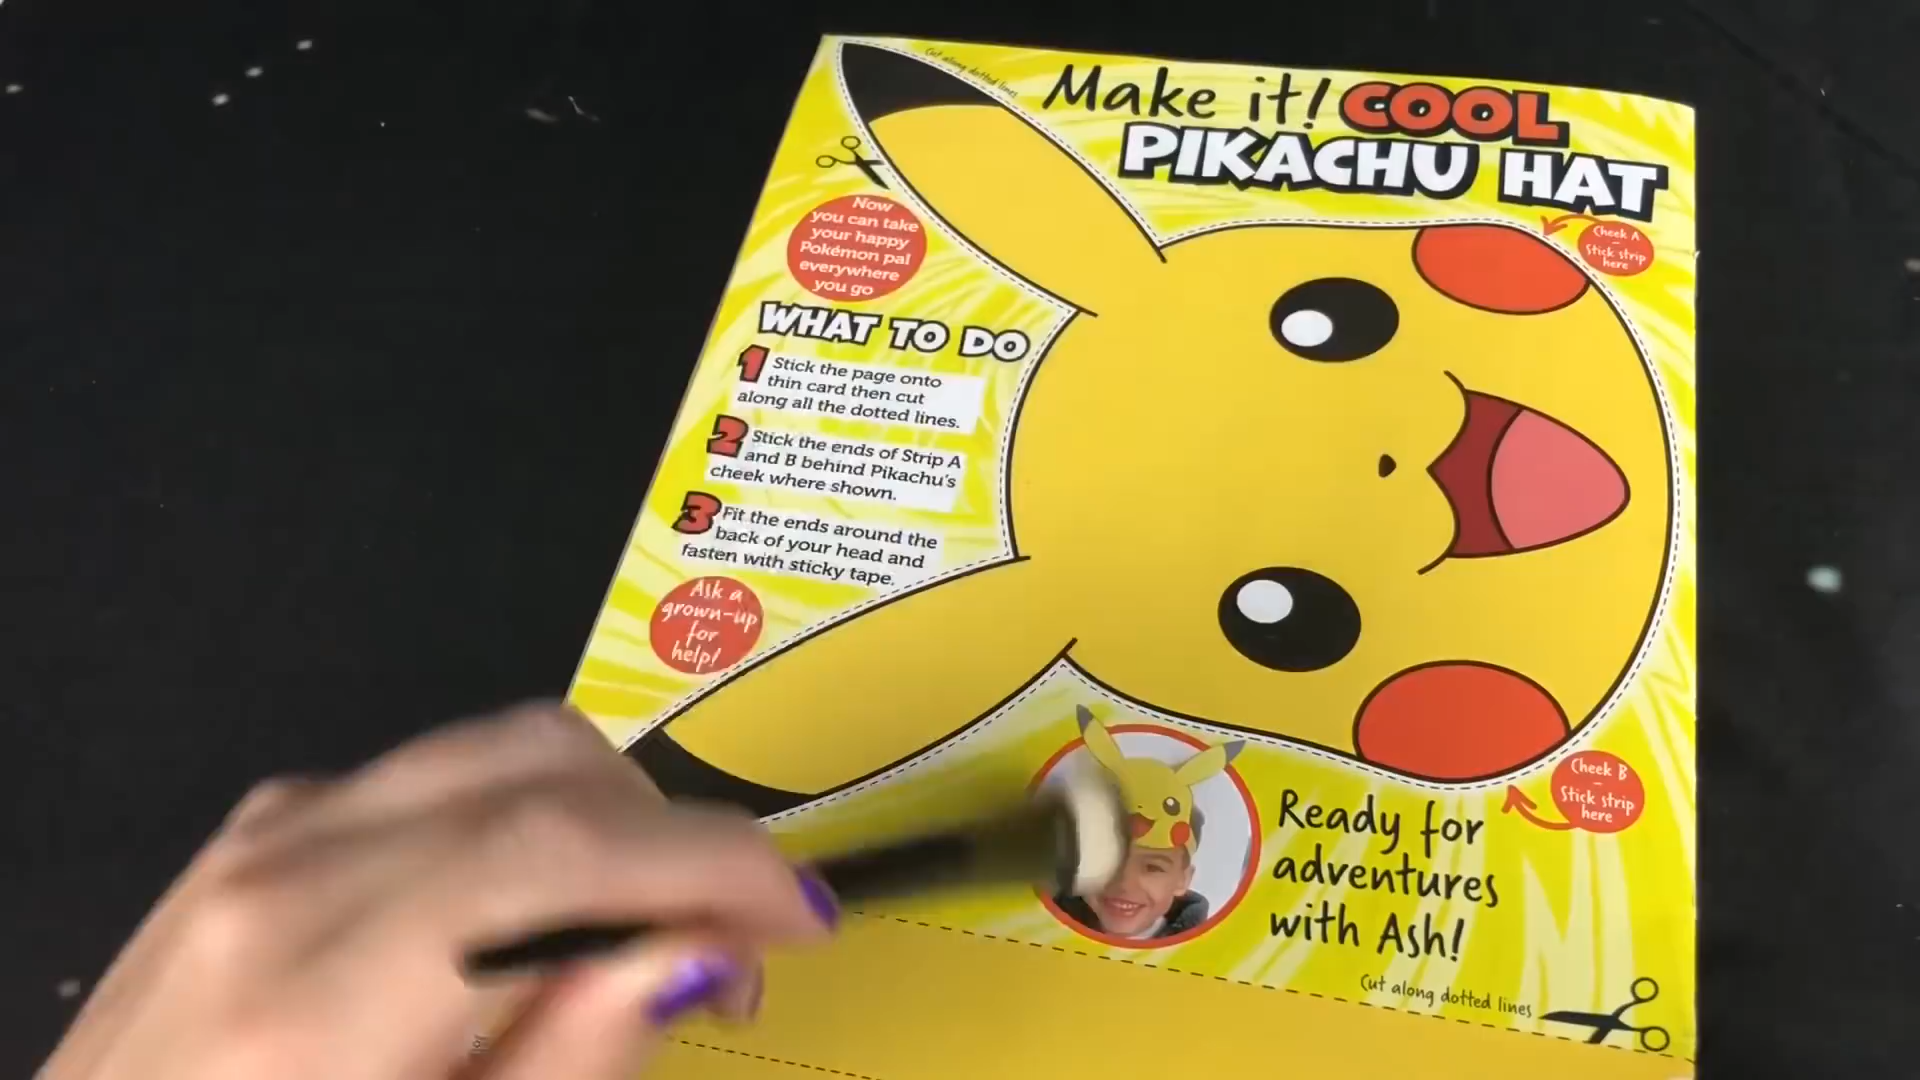 Cut along dotted lines
Make it! COOL
PIKACHU HAT
Now
you can take
your happy
Pokémon pal
everywhere
you go
Cheek A
–
Stick strip
here
WHAT TO DO
1 Stick the page onto
thin card then cut
along all the dotted lines.
2 Stick the ends of Strip A
and B behind Pikachu's
cheek where shown.
3 Fit the ends around the
back of your head and
fasten with sticky tape.
Ask a
grown-up
for
help!
Cheek B
–
Stick strip
here
Ready for
adventures
with Ash!
Cut along dotted lines